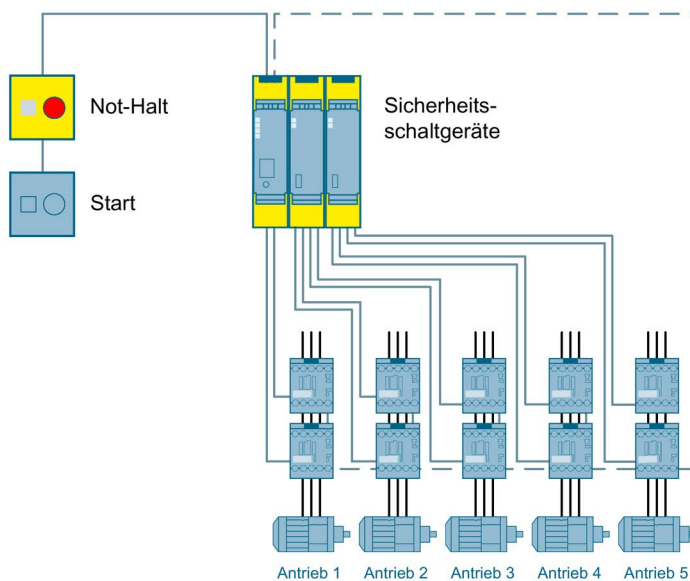 Not-Halt
Sicherheits-
schaltgeräte
Start
Antrieb 1
Antrieb 2
Antrieb 3
Antrieb 4
Antrieb 5